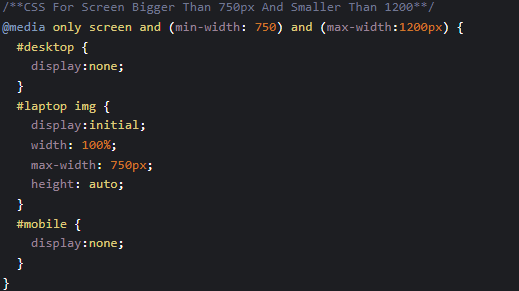 /**CSS For Screen Bigger Than 750px And Smaller Than 1200**/
@media only screen and (min-width: 750) and (max-width:1200px) {
  #desktop {
    display:none;
  }
  #laptop img {
    display:initial;
    width: 100%;
    max-width: 750px;
    height: auto;
  }
  #mobile {
    display:none;
  }
}